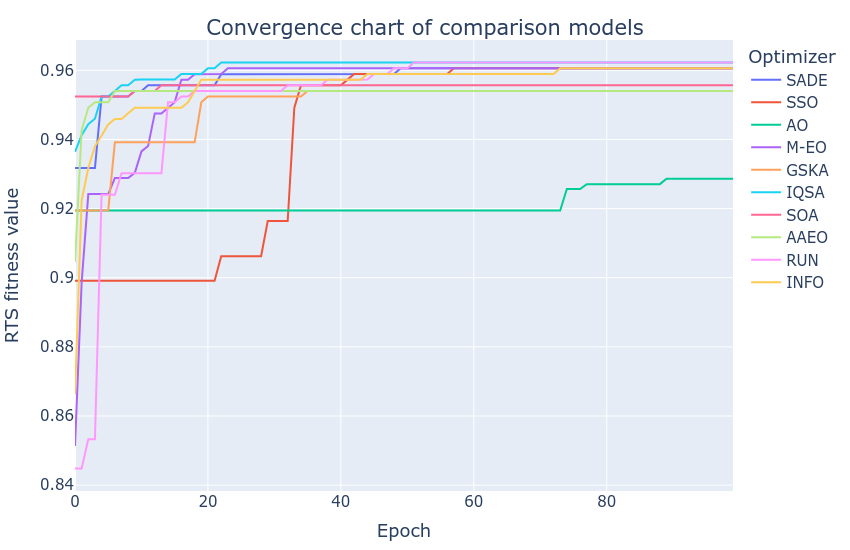 Convergence chart of comparison models
Optimizer
SADE
SSO
AO
M-EO
GSKA
IQSA
SOA
AAEO
RUN
INFO
RTS fitness value
0.96
0.94
0.92
0.9
0.88
0.86
0.84
0 20 40 60 80
Epoch